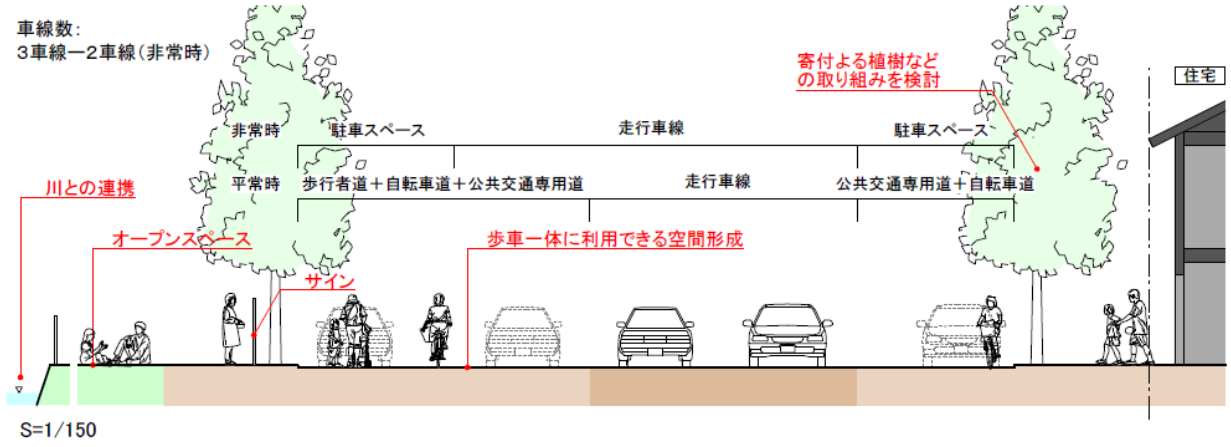 車線数:
3車線ー2車線(非常時)
寄付よる植樹など
の取り組みを検討
住宅
非常時
駐車スペース
走行車線
駐車スペース
平常時
歩行者道＋自転車道＋公共交通専用道
走行車線
公共交通専用道＋自転車道
川との連携
オープンスペース
歩車一体に利用できる空間形成
サイン
S=1/150